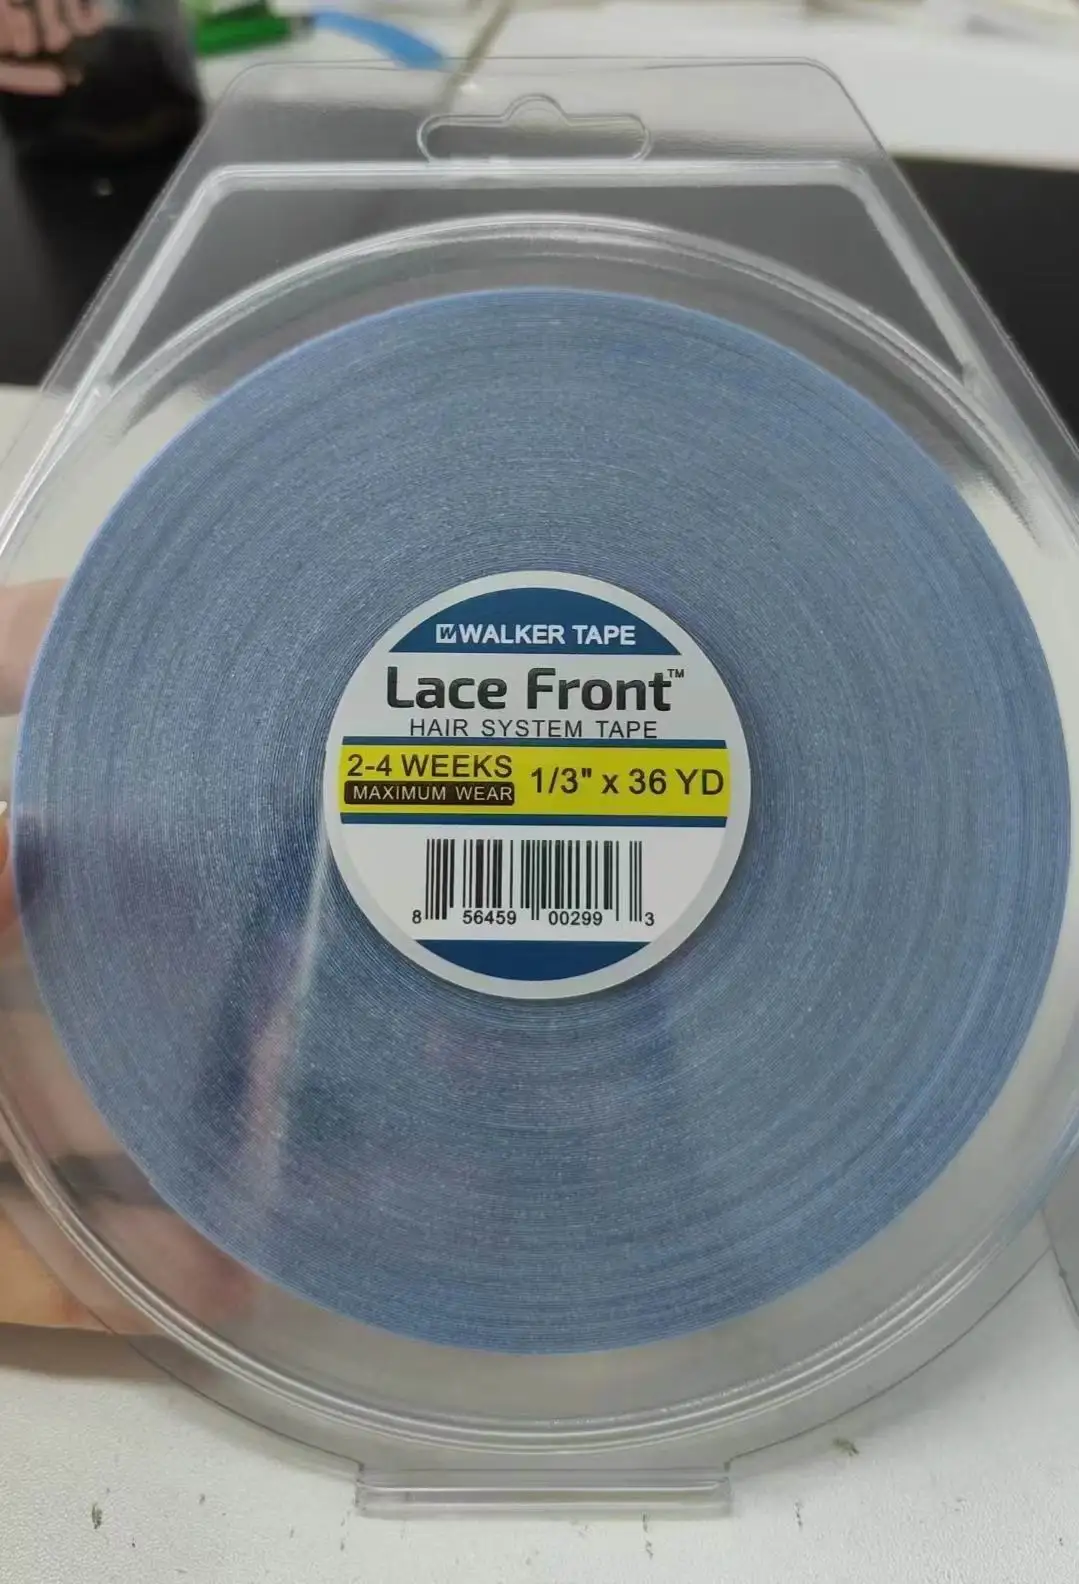 WALKER TAPE
Lace Front™
HAIR SYSTEM TAPE
2-4 WEEKS
MAXIMUM WEAR
1/3" x 36 YD
8 56459 00299 3